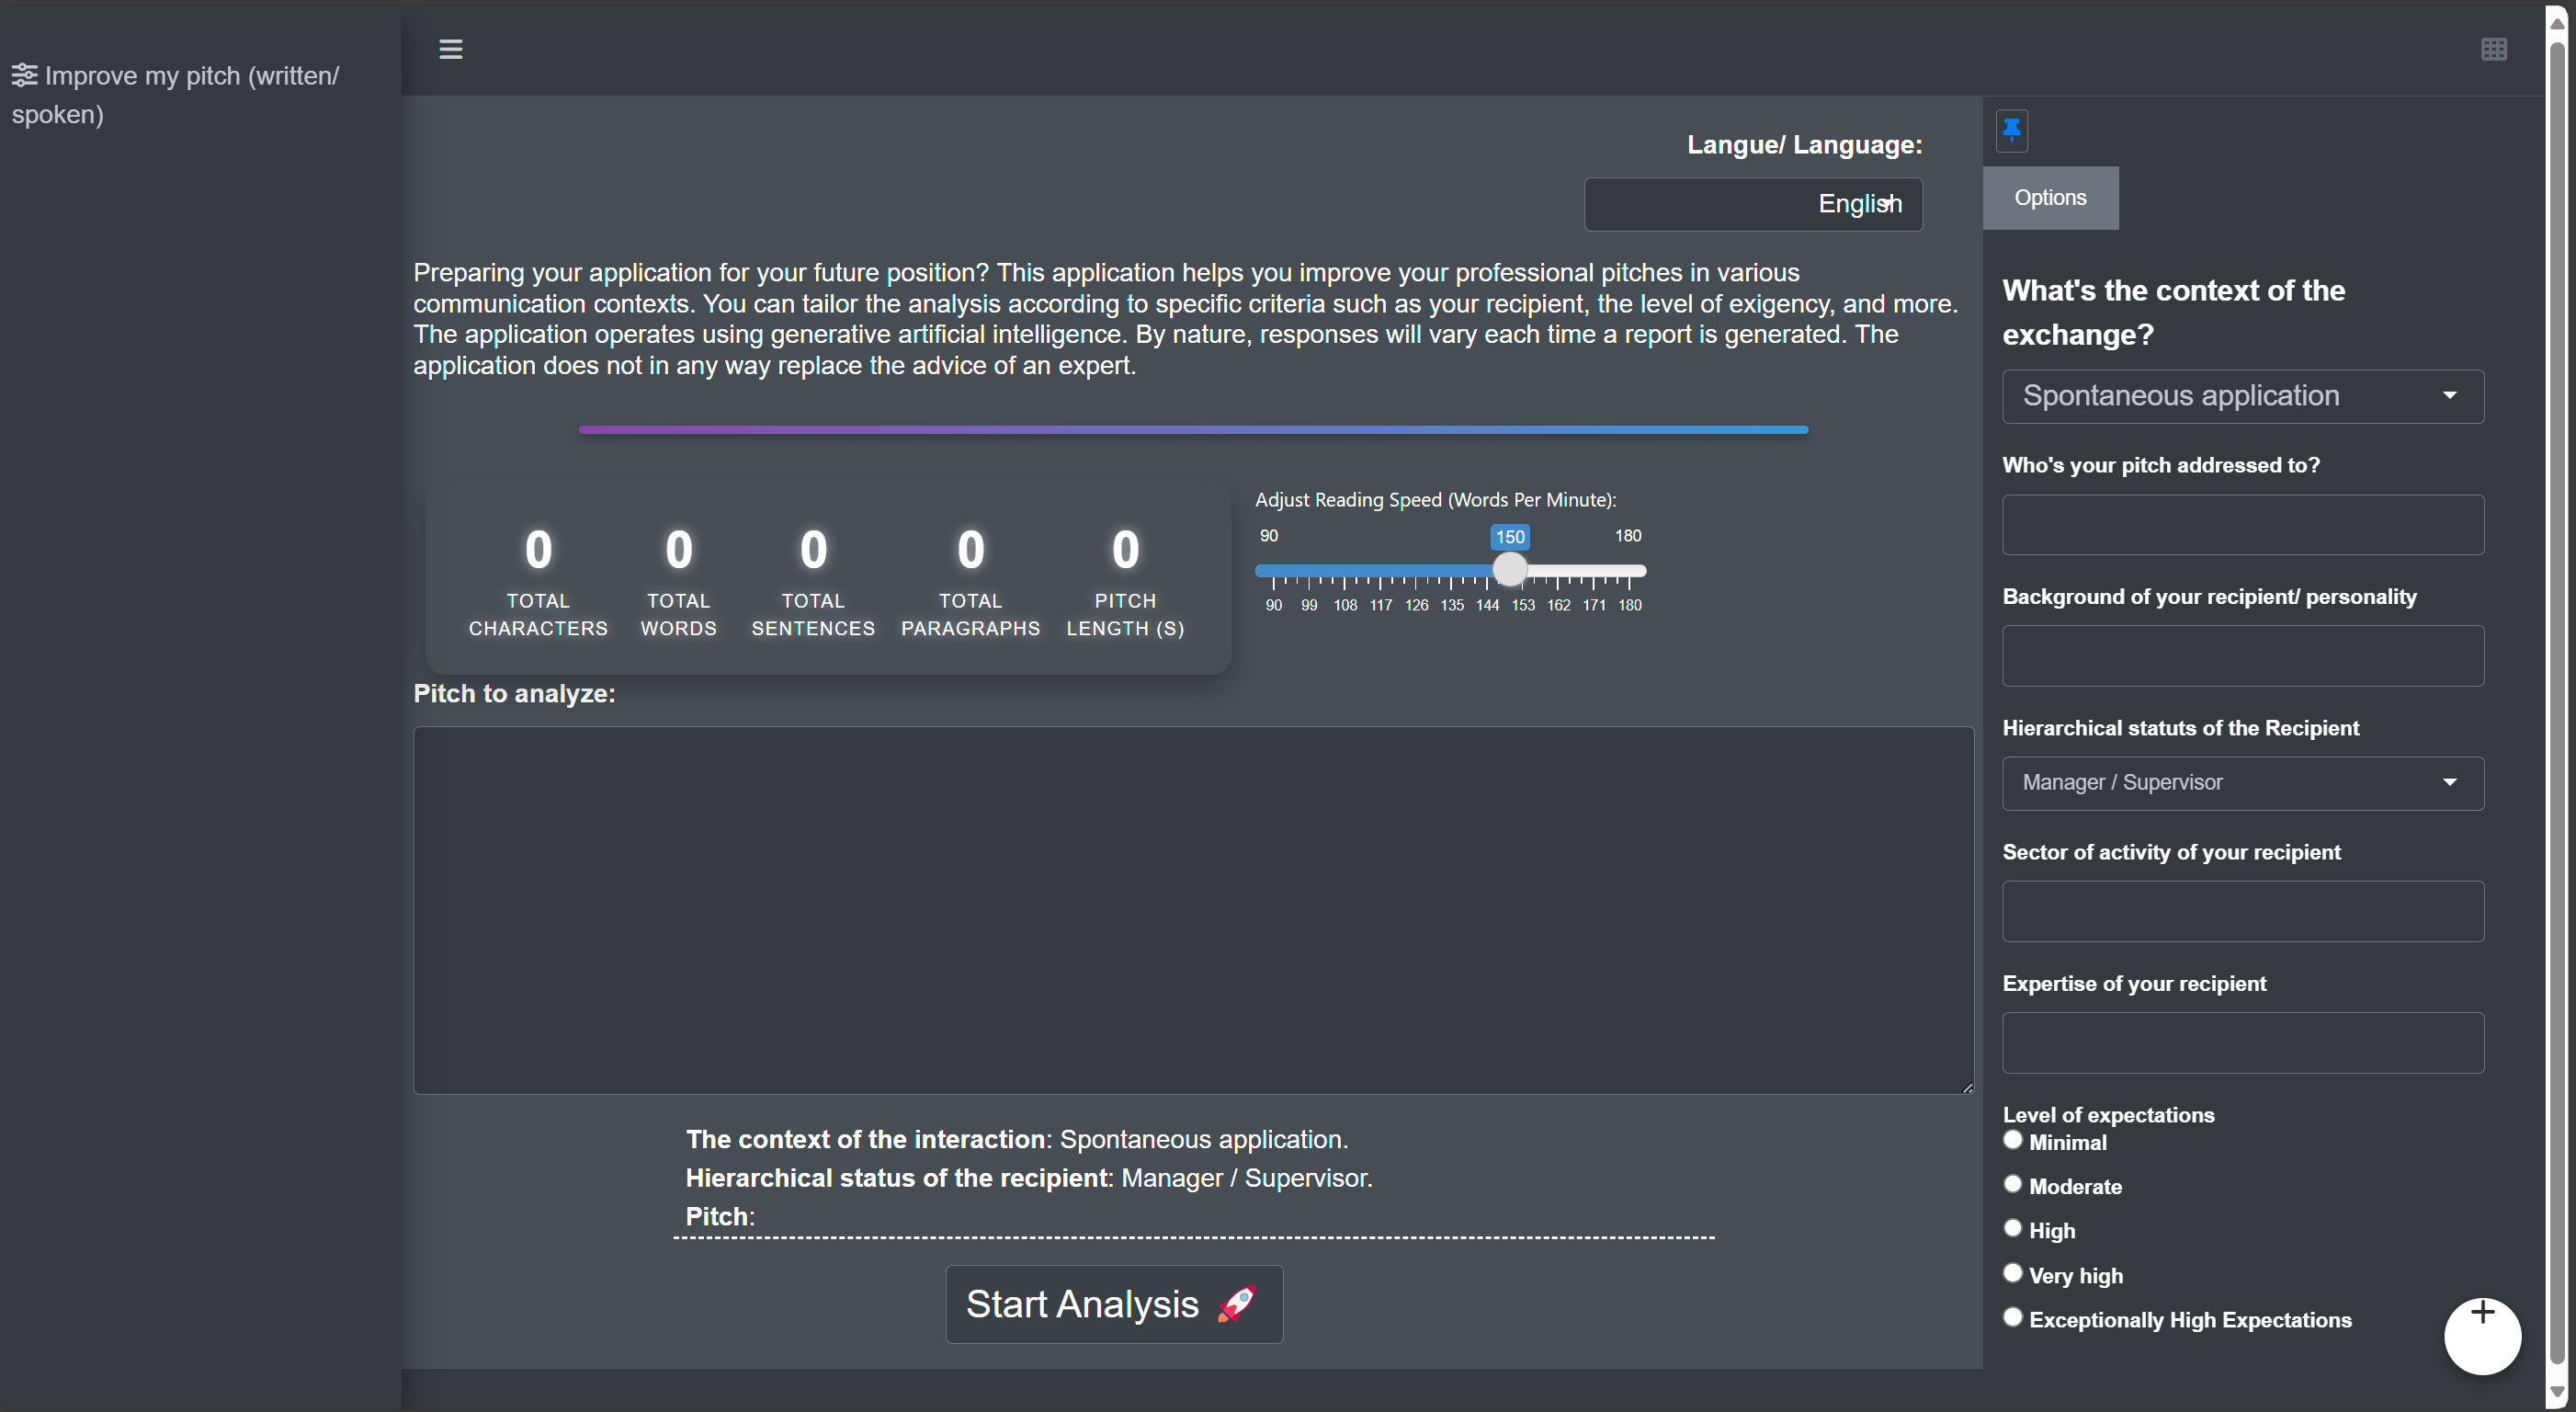 Improve my pitch (written/
spoken)
Langue/ Language:
English
Preparing your application for your future position? This application helps you improve your professional pitches in various
communication contexts. You can tailor the analysis according to specific criteria such as your recipient, the level of exigency, and more.
The application operates using generative artificial intelligence. By nature, responses will vary each time a report is generated. The
application does not in any way replace the advice of an expert.
0 0 0 0 0
TOTAL TOTAL TOTAL TOTAL PITCH
CHARACTERS WORDS SENTENCES PARAGRAPHS LENGTH (S)
Adjust Reading Speed (Words Per Minute):
90 150 180
90 99 108 117 126 135 144 153 162 171 180
Pitch to analyze:
The context of the interaction: Spontaneous application.
Hierarchical status of the recipient: Manager / Supervisor.
Pitch:
Start Analysis 🚀
Options
What's the context of the
exchange?
Spontaneous application
Who's your pitch addressed to?
Background of your recipient/ personality
Hierarchical statuts of the Recipient
Manager / Supervisor
Sector of activity of your recipient
Expertise of your recipient
Level of expectations
Minimal
Moderate
High
Very high
Exceptionally High Expectations
+